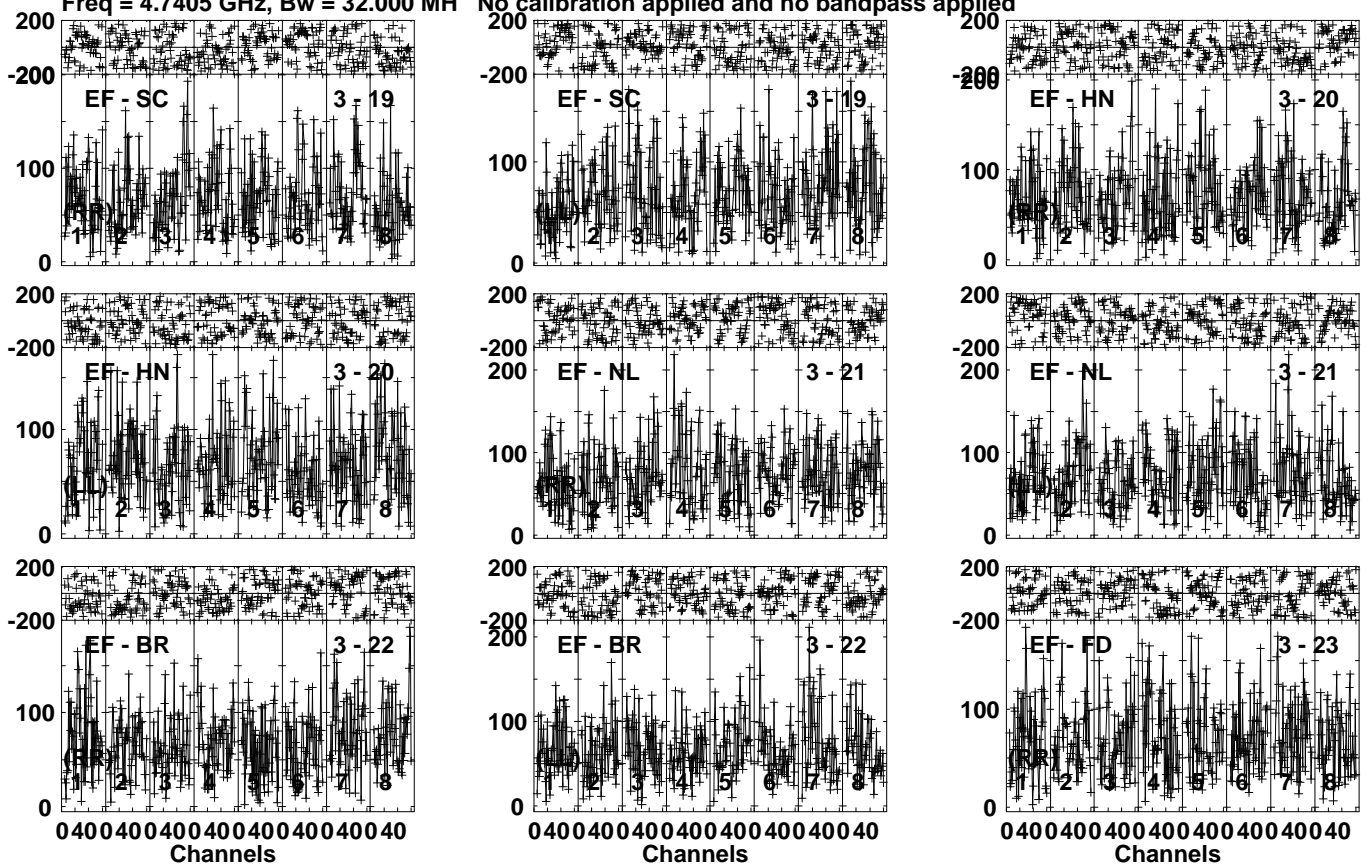 Freq = 4.7405 GHz, Bw = 32.000 MH No calibration applied and no bandpass applied
200 200 200
-200 -200 -200
200
EF - SC 3 - 19 EF - SC 3 - 19 EF - HN 3 - 20
100 100 100
(RR) (LL) (RR)
1 2 3 4 5 6 7 8 1 2 3 4 5 6 7 8 1 2 3 4 5 6 7 8
0 0 0
200 200 200
-200 -200 -200
200 200
EF - HN 3 - 20 EF - NL 3 - 21 EF - NL 3 - 21
100 100 100
(LL) (RR) (LL)
1 2 3 4 5 6 7 8 1 2 3 4 5 6 7 8 1 2 3 4 5 6 7 8
0 0 0
200 200 200
-200 -200 -200
200
EF - BR 3 - 22 EF - BR 3 - 22 EF - FD 3 - 23
100 100 100
(RR) (LL) (RR)
1 2 3 4 5 6 7 8 1 2 3 4 5 6 7 8 1 2 3 4 5 6 7 8
0 0 0
0 40 0 40 0 40 0 40 0 40 0 40 0 40 0 40 0 40 0 40 0 40 0 40 0 40 0 40 0 40 0 40 0 40 0 40 0 40 0 40 0 40 0 40 0 40 0 40
Channels Channels Channels